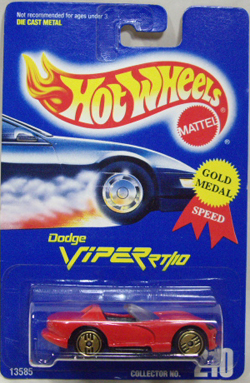 Not recommended for ages under 3.
DIE CAST METAL
HOT WHEELS
MATTEL
GOLD
MEDAL
SPEED
Dodge
VIPER RT/10
13585
COLLECTOR NO.
210